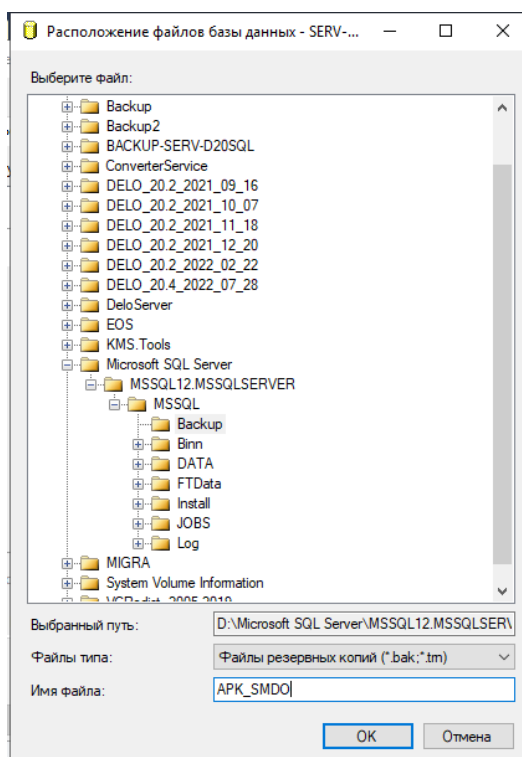 Расположение файлов базы данных - SERV-...
Выберите файл:
Backup
Backup2
BACKUP-SERV-D20SQL
ConverterService
DELO_20.2_2021_09_16
DELO_20.2_2021_10_07
DELO_20.2_2021_11_18
DELO_20.2_2021_12_20
DELO_20.2_2022_02_22
DELO_20.4_2022_07_28
DeloServer
EOS
KMS.Tools
Microsoft SQL Server
MSSQL12.MSSQLSERVER
MSSQL
Backup
Binn
DATA
FTData
Install
JOBS
Log
MIGRA
System Volume Information
Выбранный путь: D:\Microsoft SQL Server\MSSQL12.MSSQLSER\
Файлы типа: Файлы резервных копий (*.bak;*.trn)
Имя файла: APK_SMDO
OK Отмена